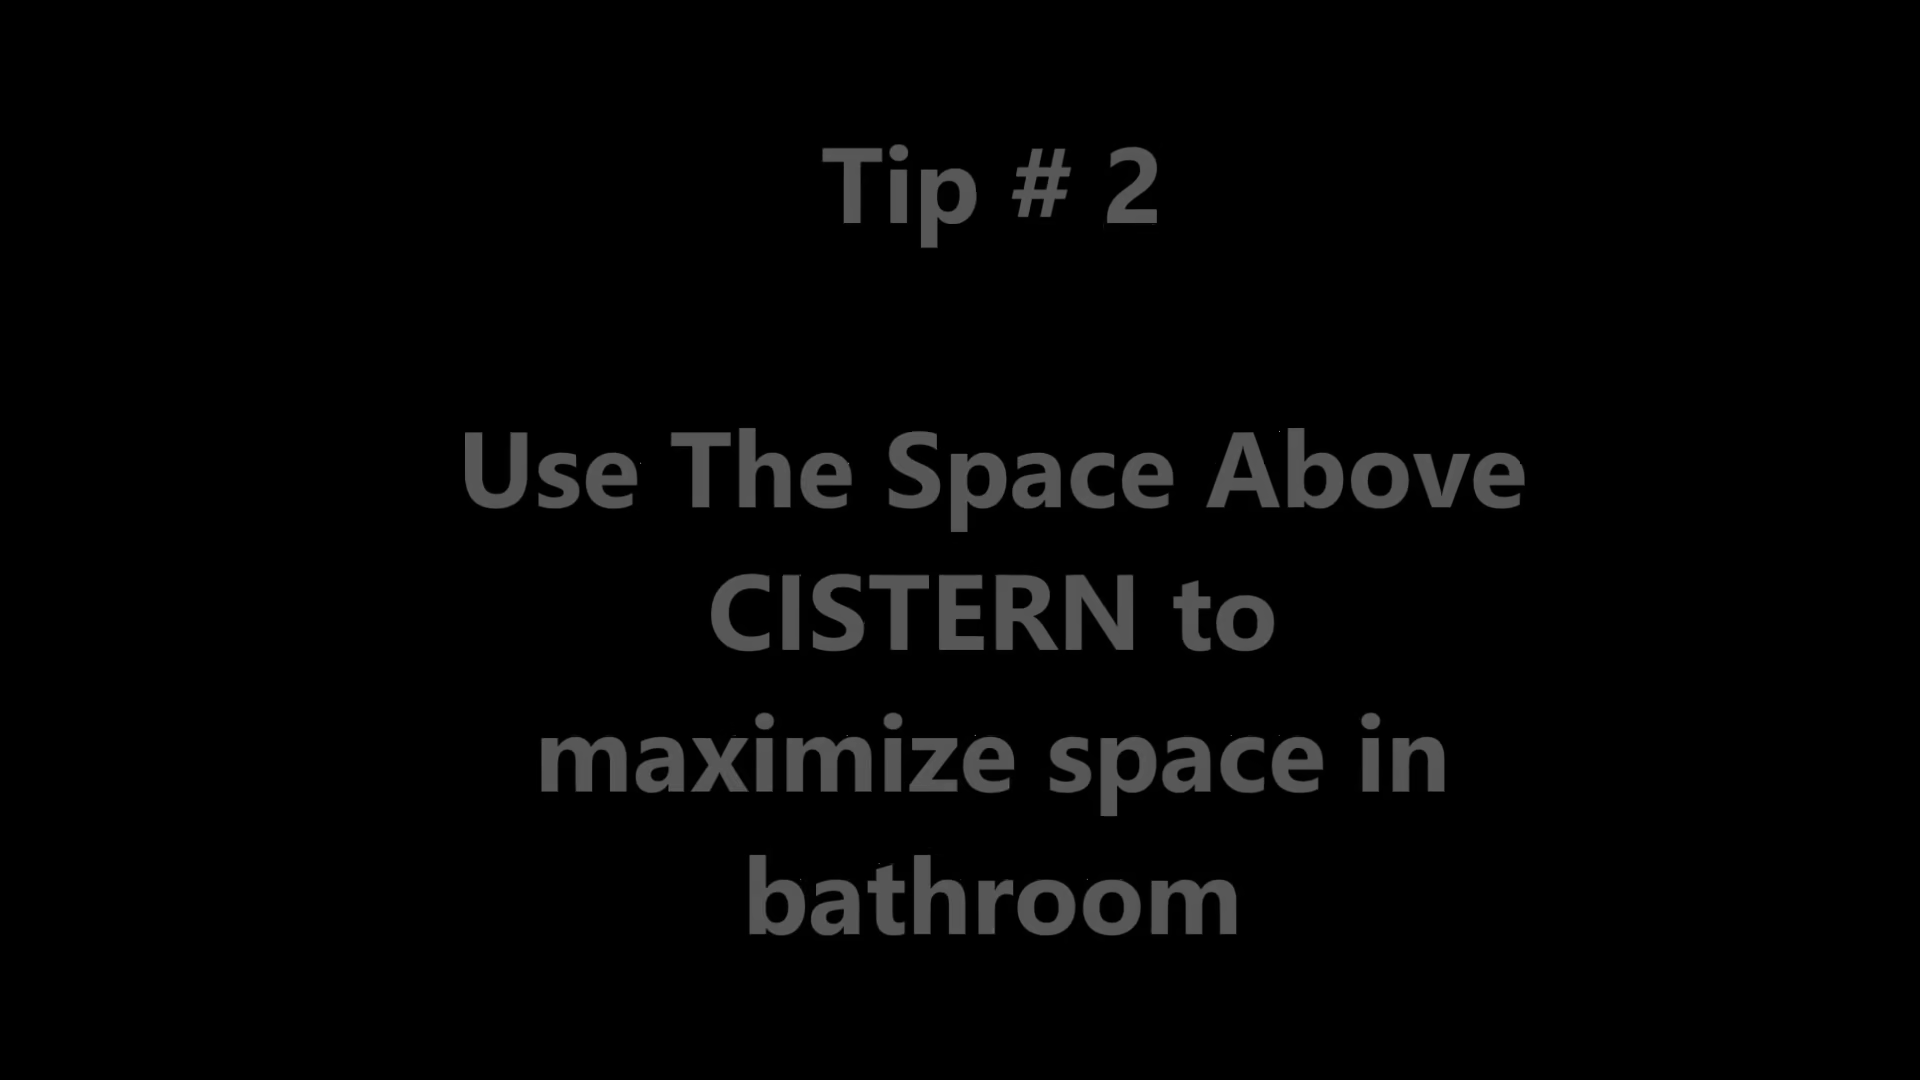 Tip # 2
Use The Space Above
CISTERN to
maximize space in
bathroom